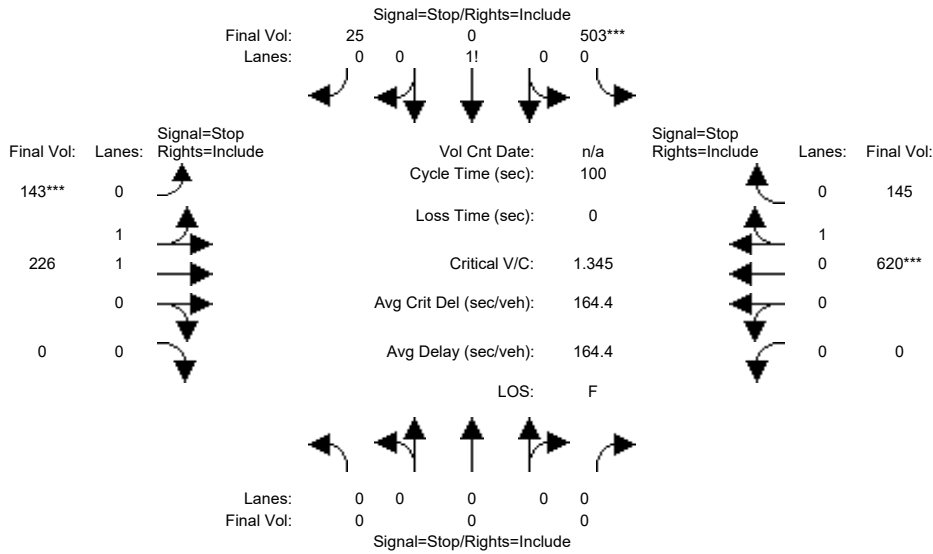 Signal=Stop/Rights=Include
Final Vol: 25 0 503***
Lanes: 0 0 1! 0 0
Signal=Stop Signal=Stop
Final Vol: Lanes: Rights=Include Vol Cnt Date: n/a Rights=Include Lanes: Final Vol:
Cycle Time (sec): 100
143*** 0 0 145
Loss Time (sec): 0
1 1
226 1 Critical V/C: 1.345 0 620***
0 Avg Crit Del (sec/veh): 164.4 0
0 0 Avg Delay (sec/veh): 164.4 0 0
LOS: F
Lanes: 0 0 0 0 0
Final Vol: 0 0 0
Signal=Stop/Rights=Include